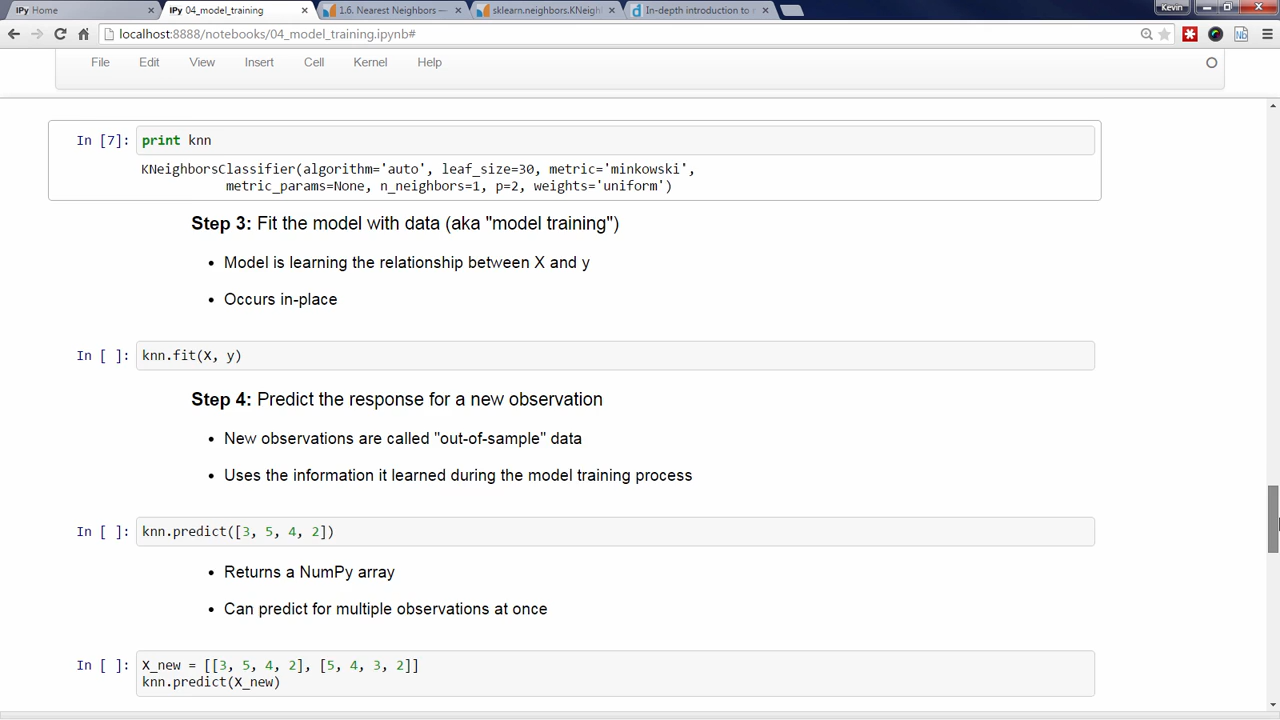 IPy Home
IPy 04_model_training
1.6. Nearest Neighbors —
sklearn.neighbors.KNeigh
In-depth introduction to
Kevin
localhost:8888/notebooks/04_model_training.ipynb#
File Edit View Insert Cell Kernel Help
In [7]: print knn
KNeighborsClassifier(algorithm='auto', leaf_size=30, metric='minkowski',
metric_params=None, n_neighbors=1, p=2, weights='uniform')
Step 3: Fit the model with data (aka "model training")
• Model is learning the relationship between X and y
• Occurs in-place
In [ ]: knn.fit(X, y)
Step 4: Predict the response for a new observation
• New observations are called "out-of-sample" data
• Uses the information it learned during the model training process
In [ ]: knn.predict([3, 5, 4, 2])
• Returns a NumPy array
• Can predict for multiple observations at once
In [ ]: X_new = [[3, 5, 4, 2], [5, 4, 3, 2]]
knn.predict(X_new)